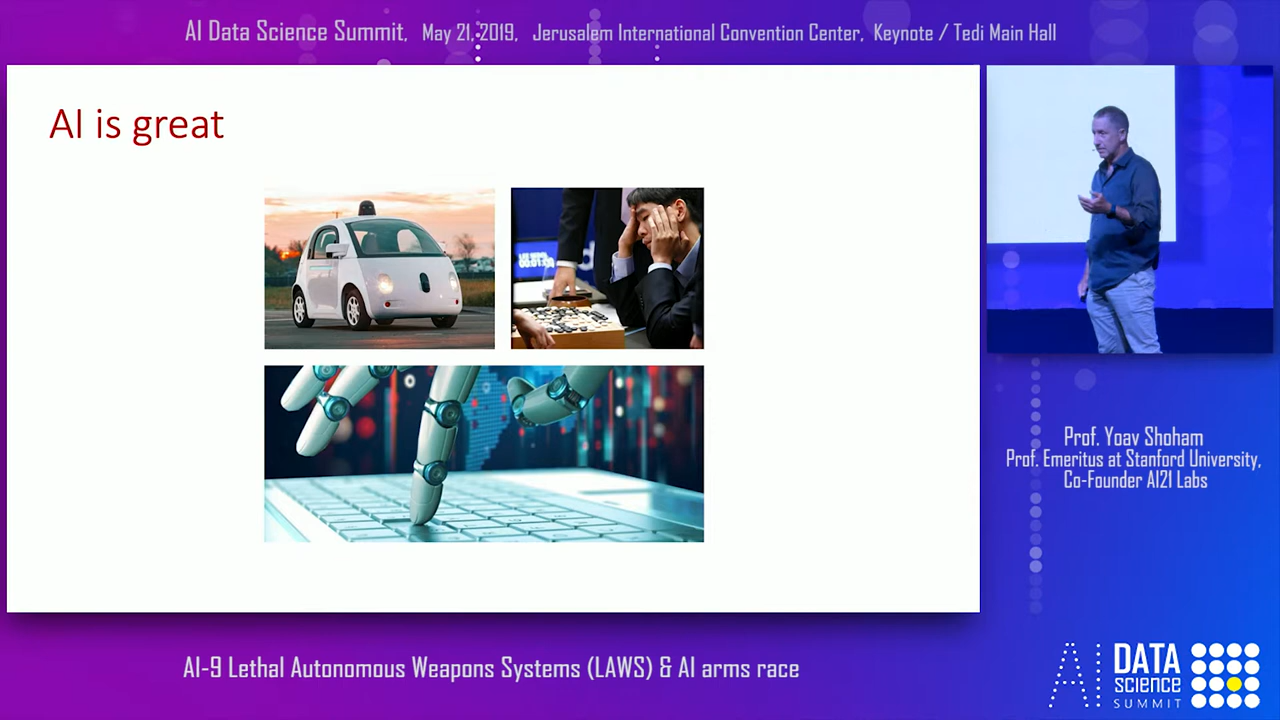 AI Data Science Summit, May 21, 2019, Jerusalem International Convention Center, Keynote / Tedi Main Hall
AI is great
Prof. Yoav Shoham
Prof. Emeritus at Stanford University,
Co-Founder AI21 Labs
AI-9 Lethal Autonomous Weapons Systems (LAWS) & AI arms race
AI
DATA
science
SUMMIT